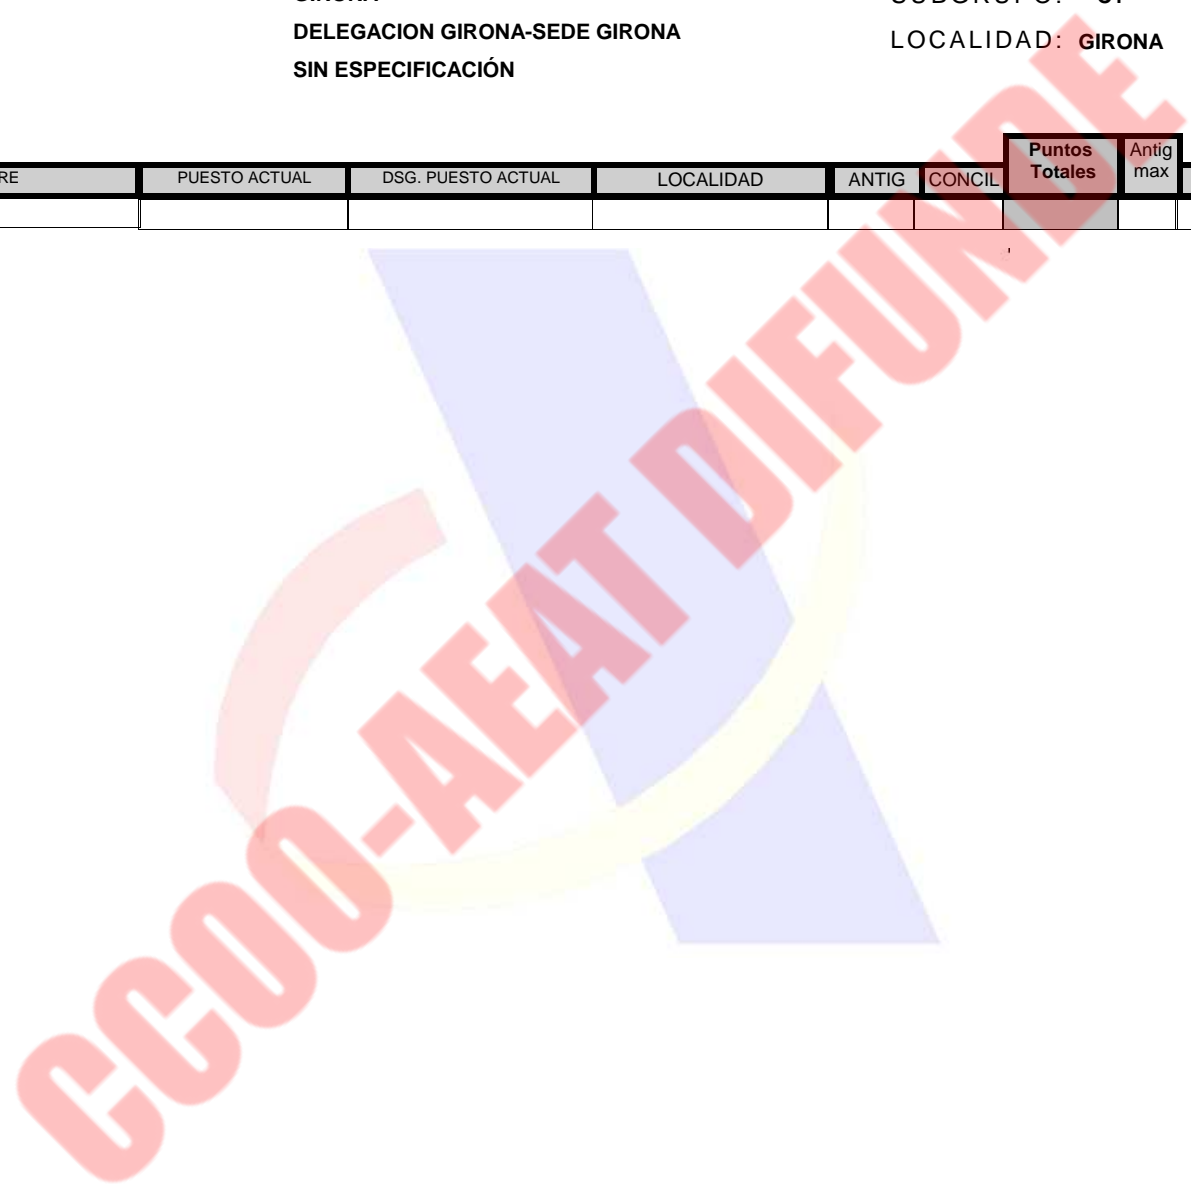 DELEGACION GIRONA-SEDE GIRONA
LOCALIDAD: GIRONA
SIN ESPECIFICACIÓN
RE PUESTO ACTUAL DSG. PUESTO ACTUAL LOCALIDAD ANTIG CONCIL Puntos Totales Antig max
CCOO-AEAT DIFUNDE